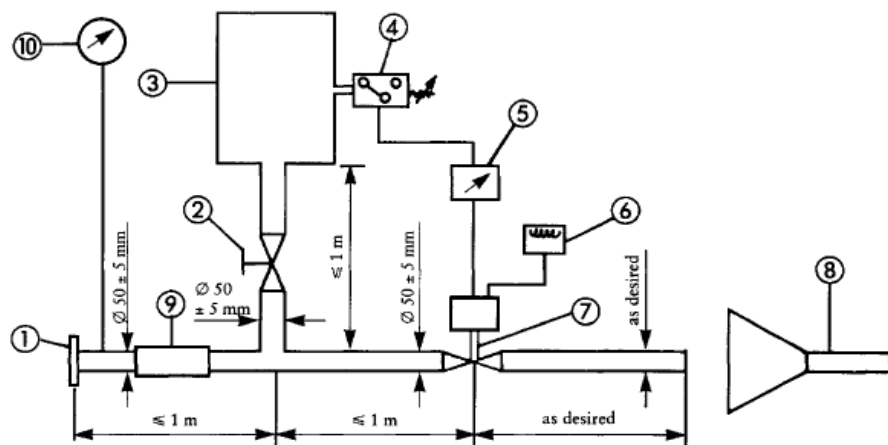 10
4
3
5
2
6
≤ 1 m
Ø 50 ± 5 mm
Ø 50
± 5 mm
Ø 50 ± 5 mm
as desired
8
9
7
1
≤ 1 m
≤ 1 m
as desired